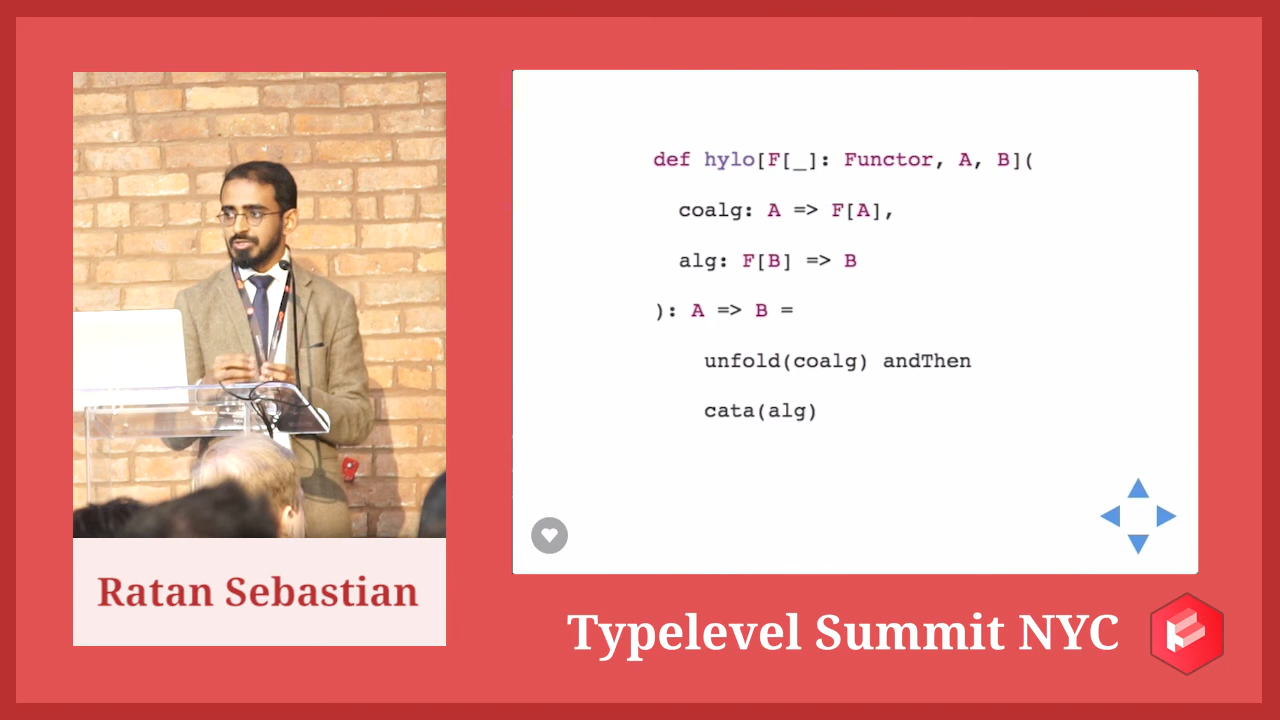 def hylo[F[_]: Functor, A, B](
coalg: A => F[A],
alg: F[B] => B
): A => B =
unfold(coalg) andThen
cata(alg)
Ratan Sebastian
Typelevel Summit NYC